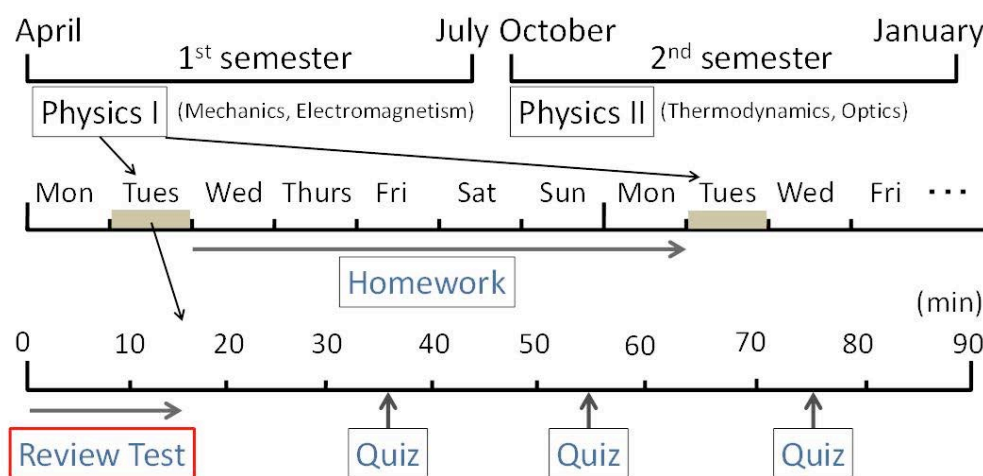 April July October January
1st semester 2nd semester
Physics I (Mechanics, Electromagnetism) Physics II (Thermodynamics, Optics)
Mon Tues Wed Thurs Fri Sat Sun Mon Tues Wed Fri ...
Homework
(min)
0 10 20 30 40 50 60 70 80 90
Review Test Quiz Quiz Quiz